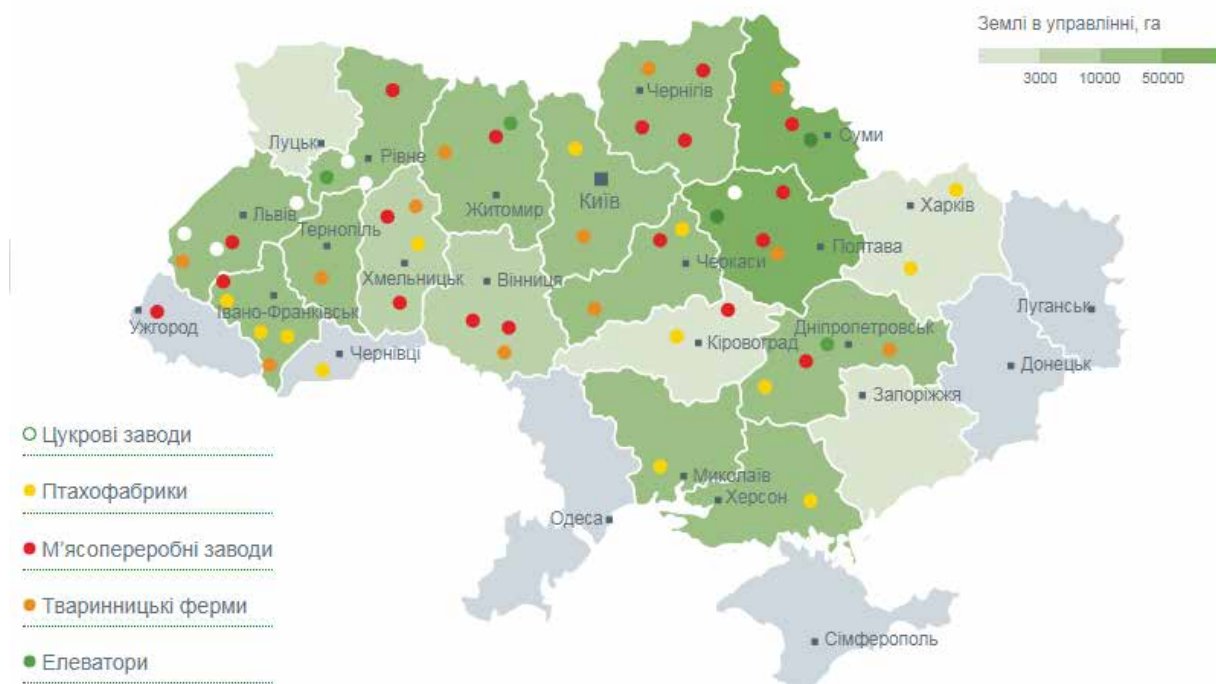 Землі в управлінні, га
3000 10000 50000
Чернігів
Суми
Луцьк
Рівне
Київ
Житомир
Харків
Львів
Тернопіль
Полтава
Черкаси
Хмельницьк
Вінниця
Івано-Франківськ
Луганськ
Ужгород
Дніпропетровськ
Кіровоград
Чернівці
Донецьк
Запоріжжя
Цукрові заводи
Птахофабрики
Миколаїв
Херсон
Одеса
М'ясопереробні заводи
Тваринницькі ферми
Сімферополь
Елеватори